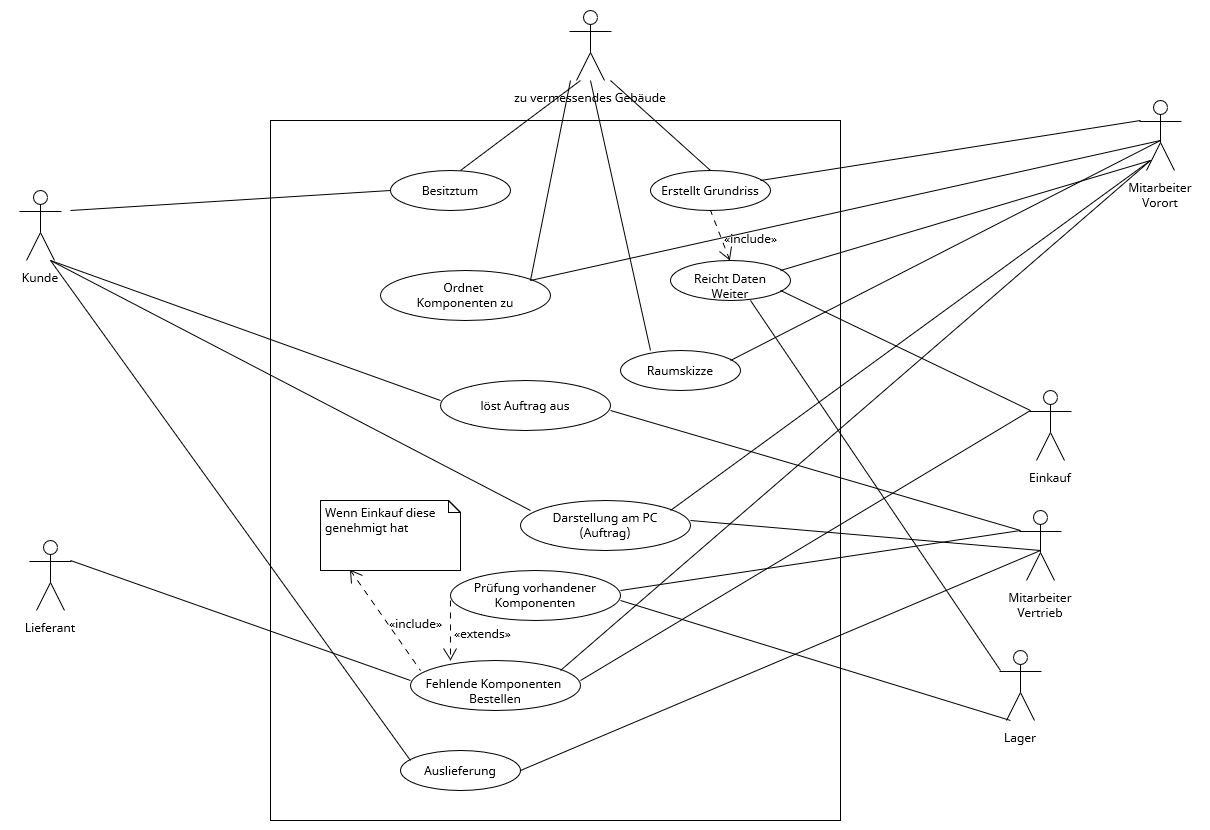 zu vermessendes Gebäude
Besitztum
Erstellt Grundriss
Mitarbeiter
Vorort
«include»
Kunde
Ordnet
Komponenten zu
Reicht Daten
Weiter
Raumskizze
löst Auftrag aus
Einkauf
Wenn Einkauf diese
genehmigt hat
Darstellung am PC
(Auftrag)
Prüfung vorhandener
Komponenten
Mitarbeiter
Vertrieb
Lieferant
«include»
«extends»
Fehlende Komponenten
Bestellen
Lager
Auslieferung